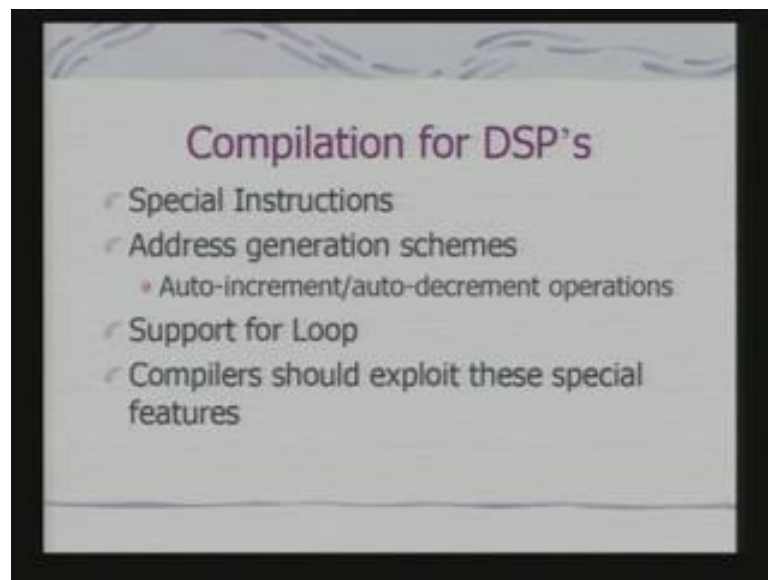 Compilation for DSP's
Special Instructions
Address generation schemes
Auto-increment/auto-decrement operations
Support for Loop
Compilers should exploit these special
features